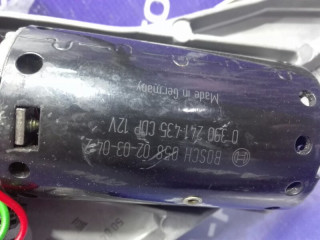 BOSCH 058 02-03-04
0 390 241 435 CDP 12V
Made in Germany